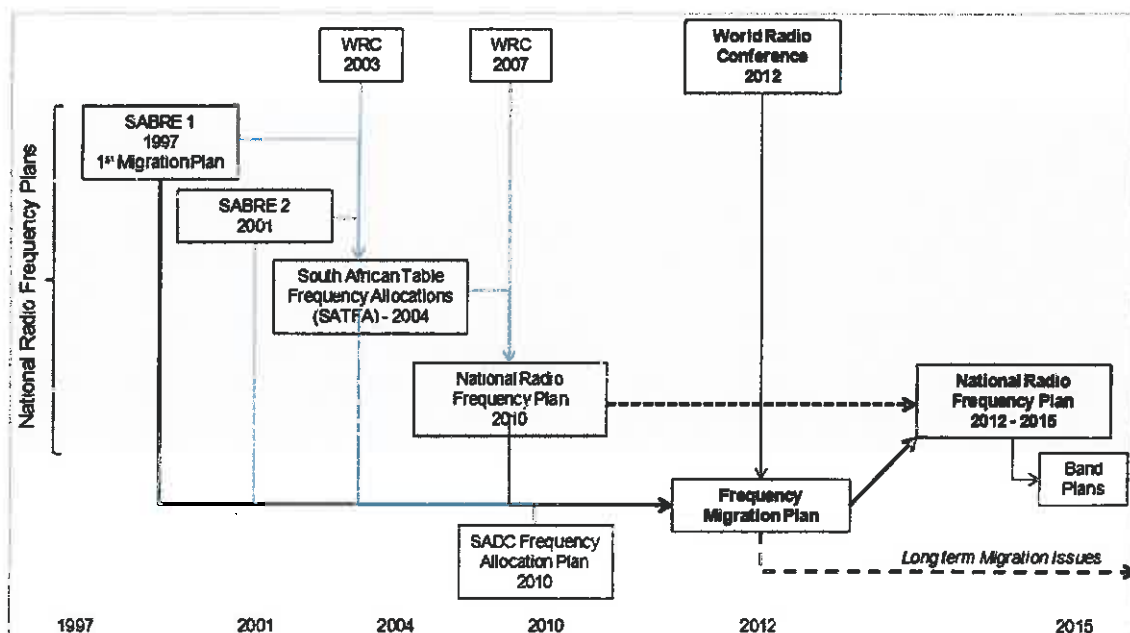 WRC
2003
WRC
2007
World Radio
Conference
2012
National Radio Frequency Plans
SABRE 1
1997
1st Migration Plan
SABRE 2
2001
South African Table
Frequency Allocations
(SATFA) - 2004
National Radio
Frequency Plan
2010
National Radio
Frequency Plan
2012 - 2015
Band
Plans
Frequency
Migration Plan
SADC Frequency
Allocation Plan
2010
Long term Migration Issues
1997
2001
2004
2010
2012
2015